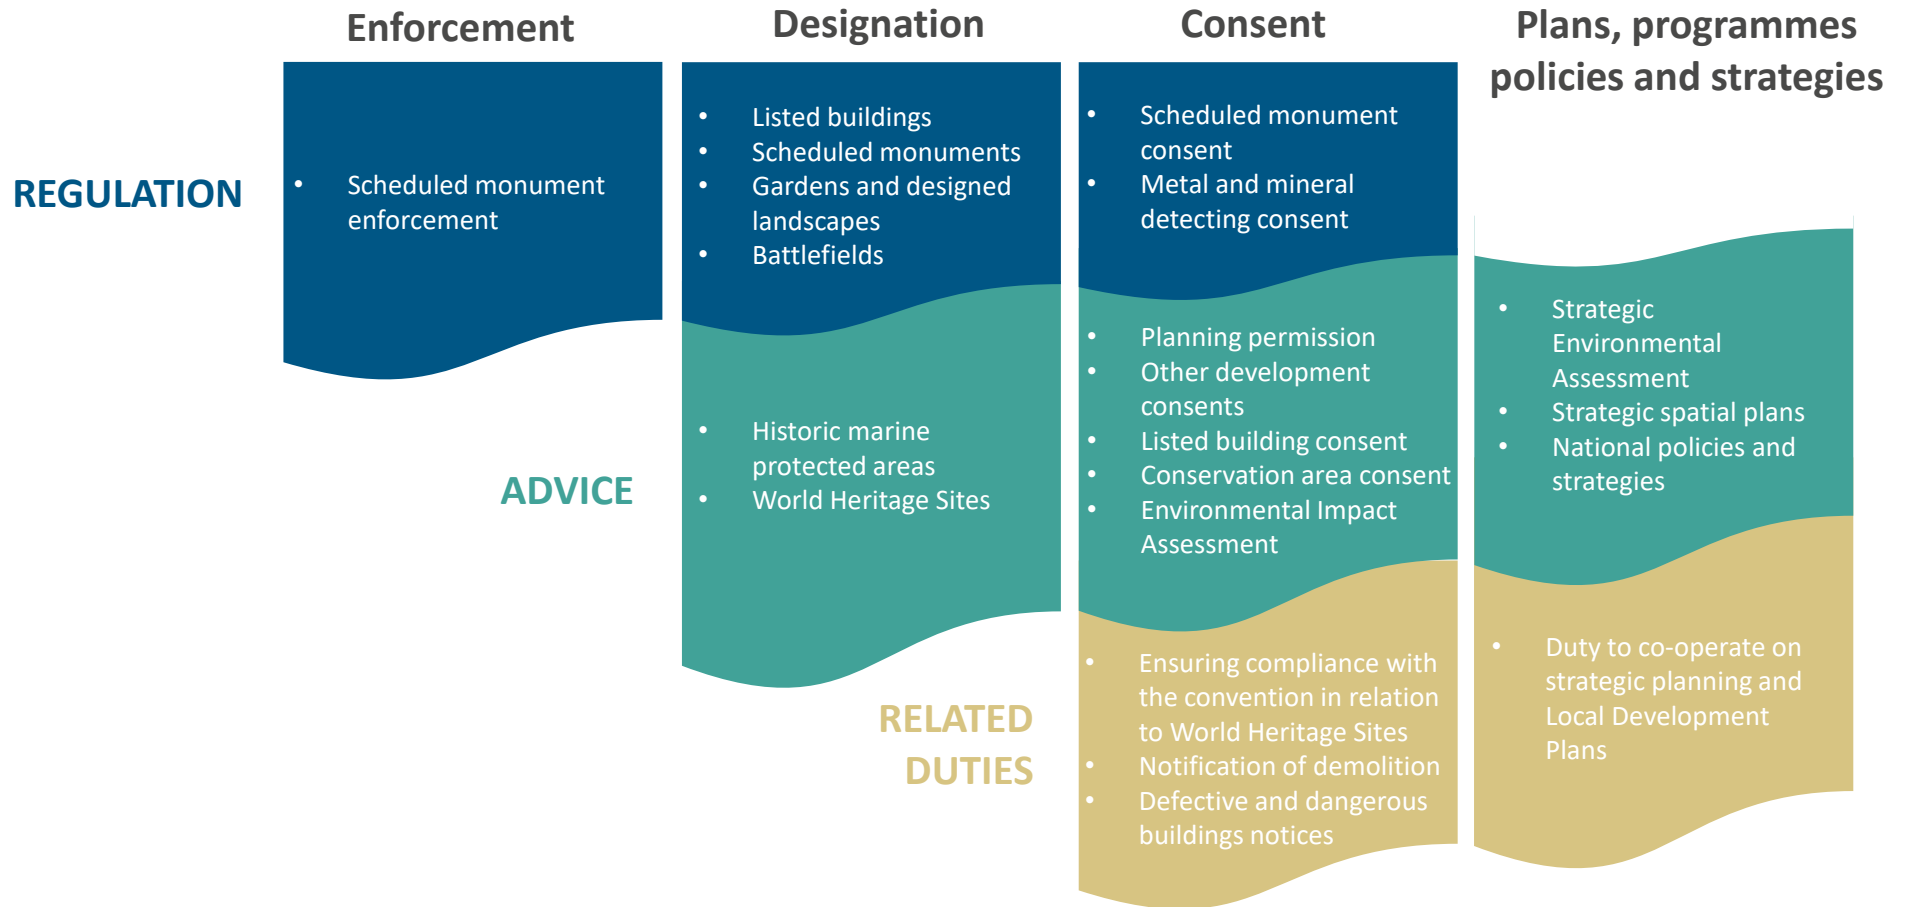 Enforcement
Designation
Consent
Plans, programmes
policies and strategies
REGULATION
• Scheduled monument
enforcement
• Listed buildings
• Scheduled monuments
• Gardens and designed
landscapes
• Battlefields
• Scheduled monument
consent
• Metal and mineral
detecting consent
ADVICE
• Historic marine
protected areas
• World Heritage Sites
• Planning permission
• Other development
consents
• Listed building consent
• Conservation area consent
• Environmental Impact
Assessment
• Strategic
Environmental
Assessment
• Strategic spatial plans
• National policies and
strategies
RELATED
DUTIES
• Ensuring compliance with
the convention in relation
to World Heritage Sites
• Notification of demolition
• Defective and dangerous
buildings notices
• Duty to co-operate on
strategic planning and
Local Development
Plans